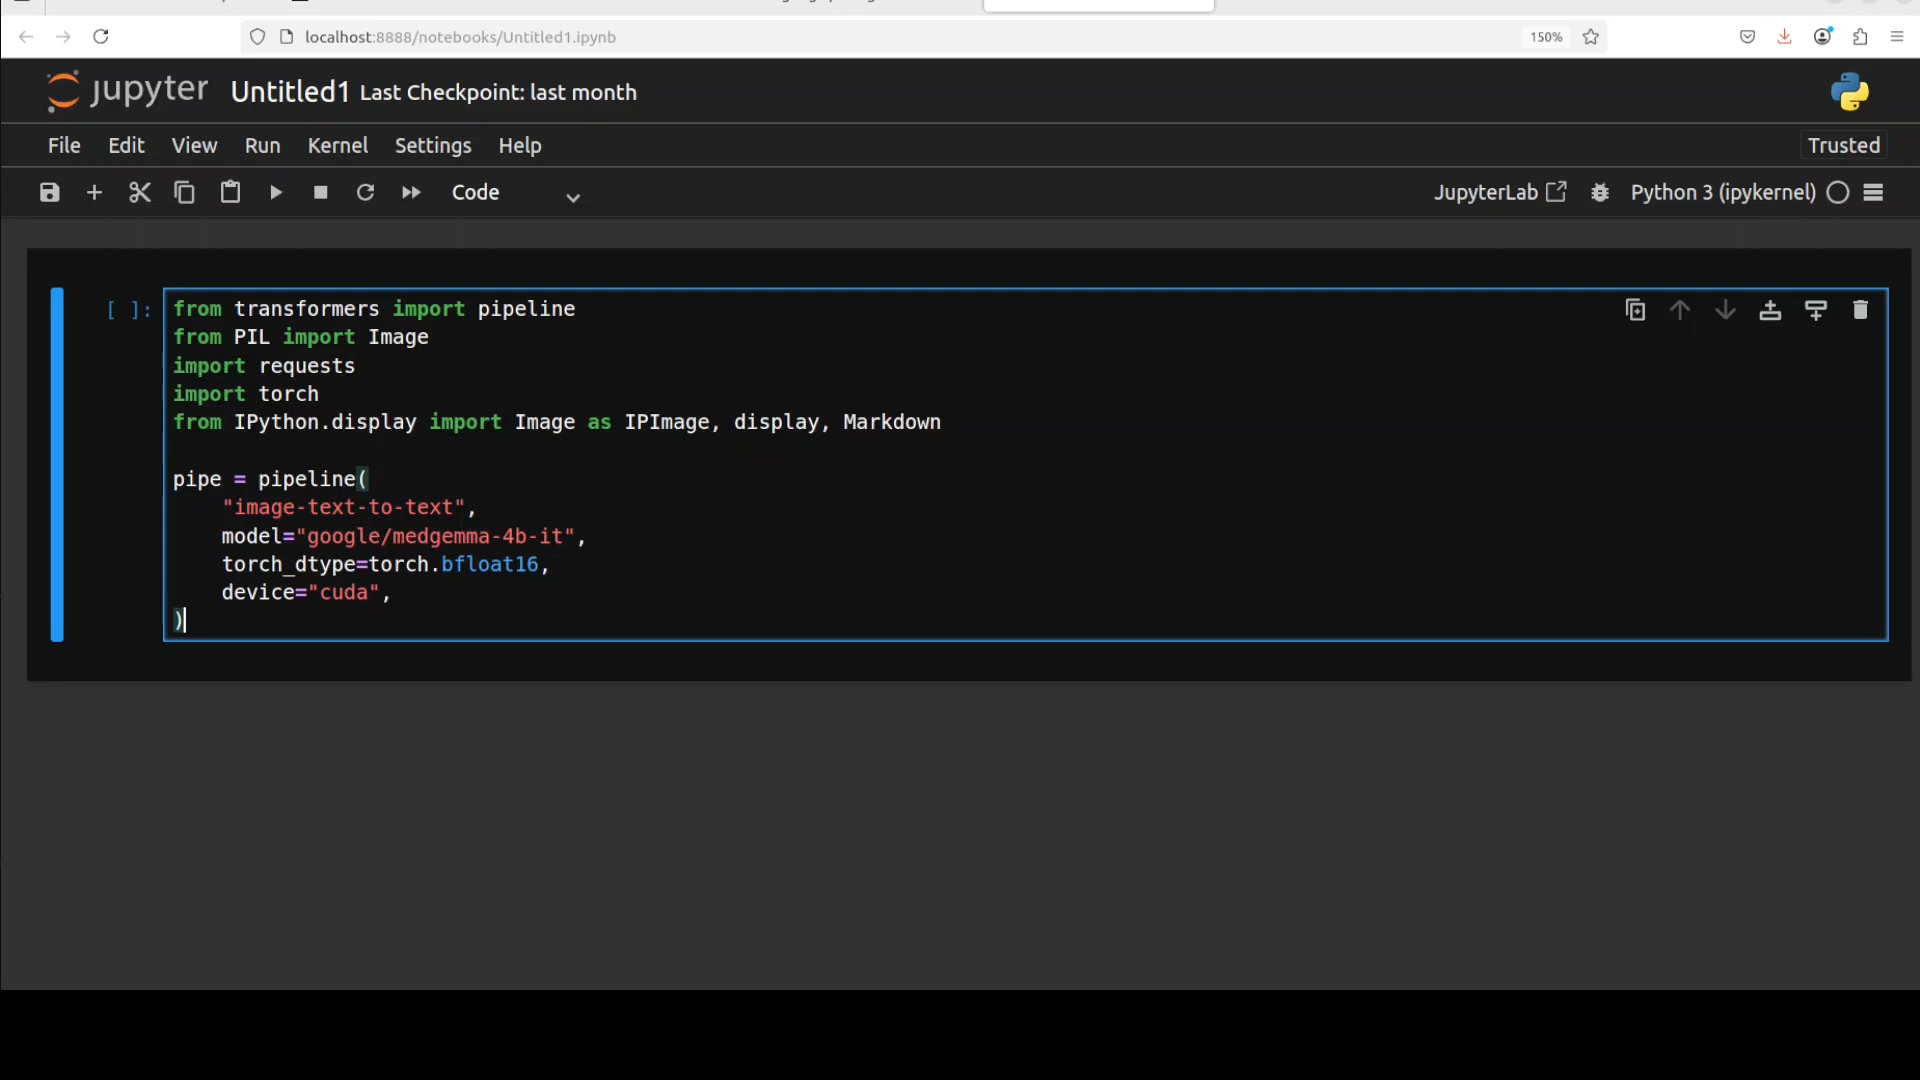 localhost:8888/notebooks/Untitled1.ipynb
150%
jupyter Untitled1 Last Checkpoint: last month
File Edit View Run Kernel Settings Help
Trusted
Code
JupyterLab
Python 3 (ipykernel)
[ ]:
from transformers import pipeline
from PIL import Image
import requests
import torch
from IPython.display import Image as IPImage, display, Markdown
pipe = pipeline(
"image-text-to-text",
model="google/medgemma-4b-it",
torch_dtype=torch.bfloat16,
device="cuda",
)